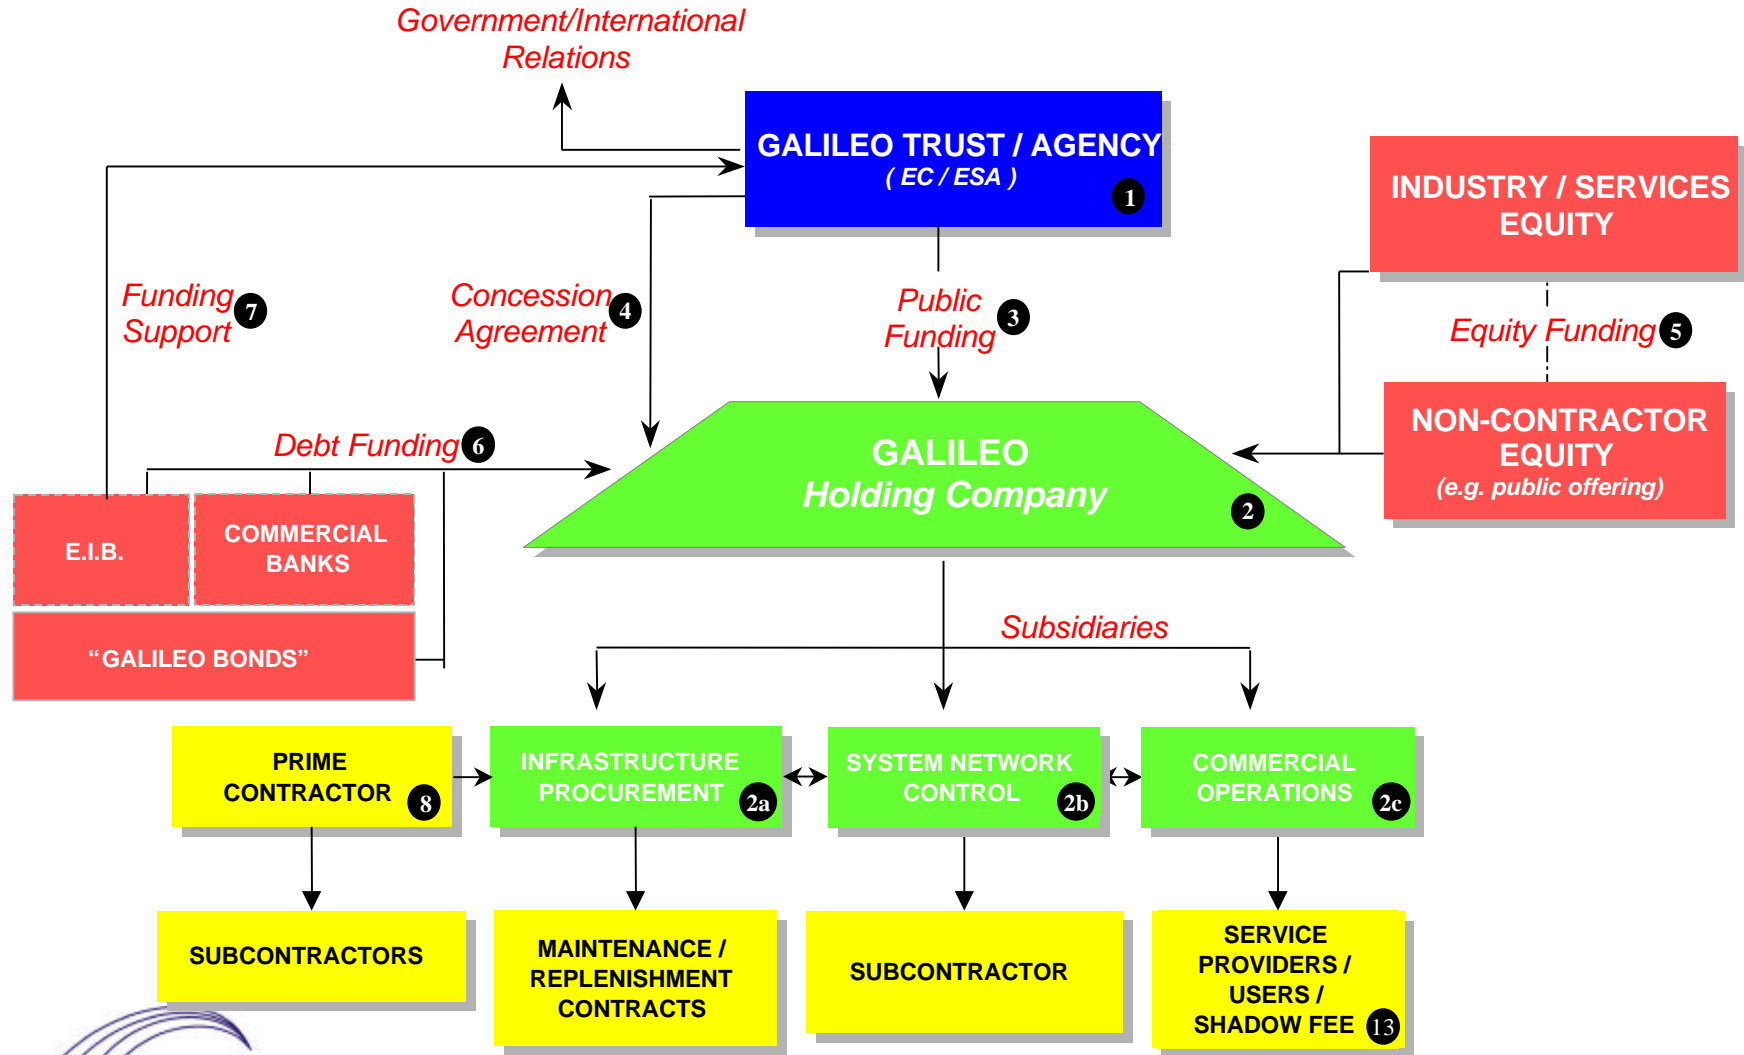 Government/International
Relations
GALILEO TRUST / AGENCY
( EC / ESA )
1
INDUSTRY / SERVICES
EQUITY
Funding
Support
7
Concession
Agreement
4
Public
Funding
3
Equity Funding
5
NON-CONTRACTOR
EQUITY
(e.g. public offering)
Debt Funding
6
GALILEO
Holding Company
2
E.I.B.
COMMERCIAL
BANKS
“GALILEO BONDS”
Subsidiaries
PRIME
CONTRACTOR
8
INFRASTRUCTURE
PROCUREMENT
2a
SYSTEM NETWORK
CONTROL
2b
COMMERCIAL
OPERATIONS
2c
SUBCONTRACTORS
MAINTENANCE /
REPLENISHMENT
CONTRACTS
SUBCONTRACTOR
SERVICE
PROVIDERS /
USERS /
SHADOW FEE
13